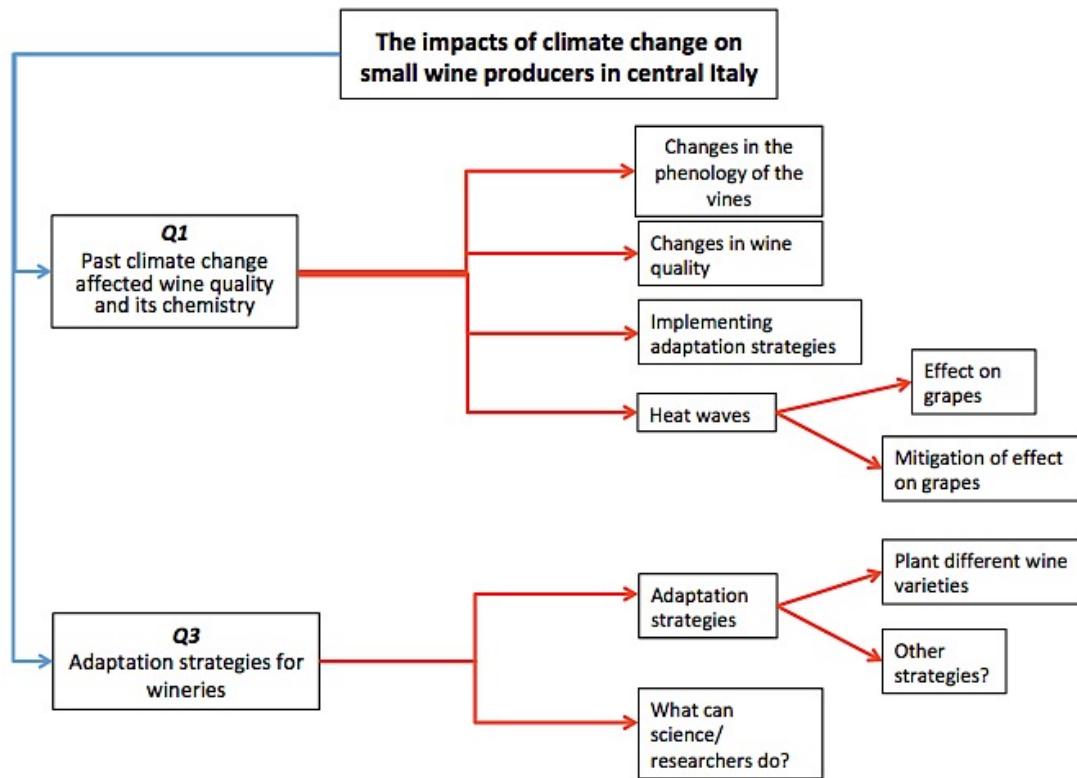 The impacts of climate change on
small wine producers in central Italy
Q1
Past climate change
affected wine quality
and its chemistry
Changes in the
phenology of the
vines
Changes in wine
quality
Implementing
adaptation strategies
Heat waves
Effect on
grapes
Mitigation of effect
on grapes
Q3
Adaptation strategies for
wineries
Adaptation
strategies
Plant different wine
varieties
Other
strategies?
What can
science/
researchers do?